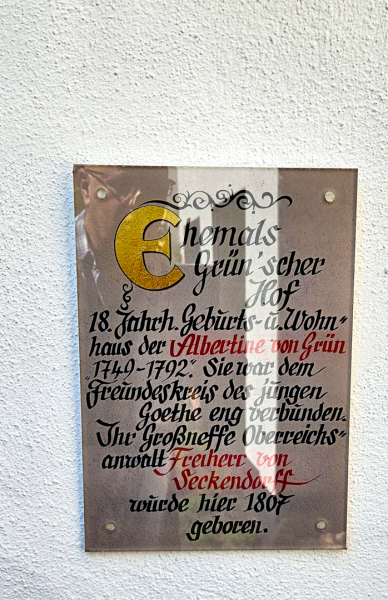 Ehemals
Grün'scher
Hof
18. Jahrh. Geburts- u. Wohn"
haus der Albertine von Grün
1749-1792. Sie war dem
Freundeskreis des jungen
Goethe eng verbunden.
Ihr Großneffe Oberreichs"
anwalt Freiherr von
Seckendorff
wurde hier 1807
geboren.